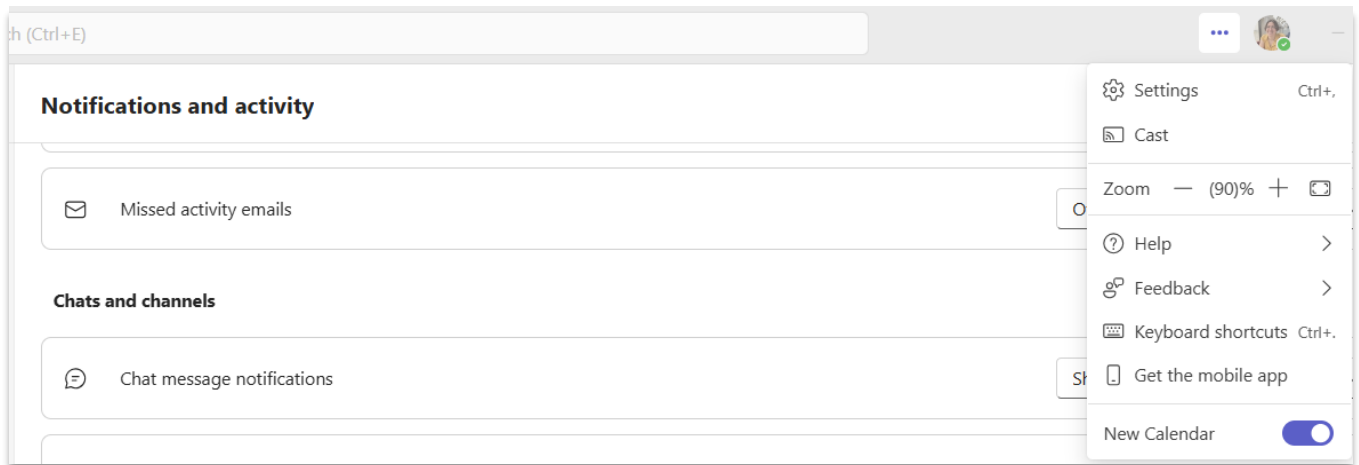 (Ctrl+E)
Notifications and activity
Missed activity emails
Chats and channels
Chat message notifications
Settings Ctrl+,
Cast
Zoom — (90)% +
Help
Feedback
Keyboard shortcuts Ctrl+.
Get the mobile app
New Calendar